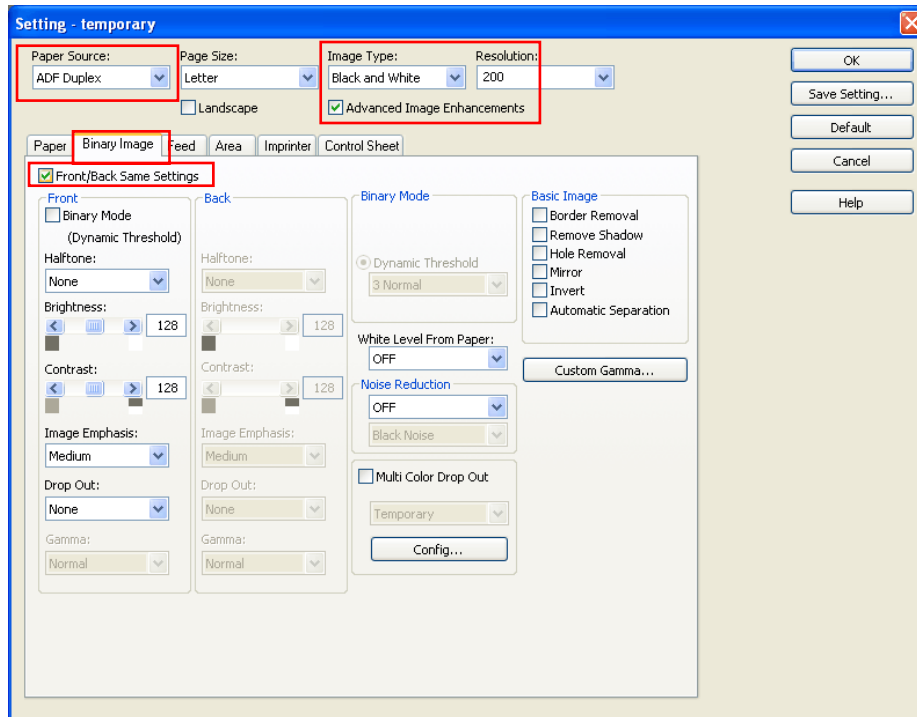 Setting - temporary
Paper Source: Page Size: Image Type: Resolution:
ADF Duplex Letter Black and White 200
Landscape Advanced Image Enhancements
OK
Save Setting...
Default
Cancel
Help
Paper Binary Image Feed Area Imprinter Control Sheet
Front/Back Same Settings
Front
Binary Mode
(Dynamic Threshold)
Halftone:
None
Brightness:
128
Contrast:
128
Image Emphasis:
Medium
Drop Out:
None
Gamma:
Normal
Back
Halftone:
None
Brightness:
128
Contrast:
128
Image Emphasis:
Medium
Drop Out:
None
Gamma:
Normal
Binary Mode
Dynamic Threshold
3 Normal
White Level From Paper:
OFF
Noise Reduction
OFF
Black Noise
Multi Color Drop Out
Temporary
Config...
Basic Image
Border Removal
Remove Shadow
Hole Removal
Mirror
Invert
Automatic Separation
Custom Gamma...